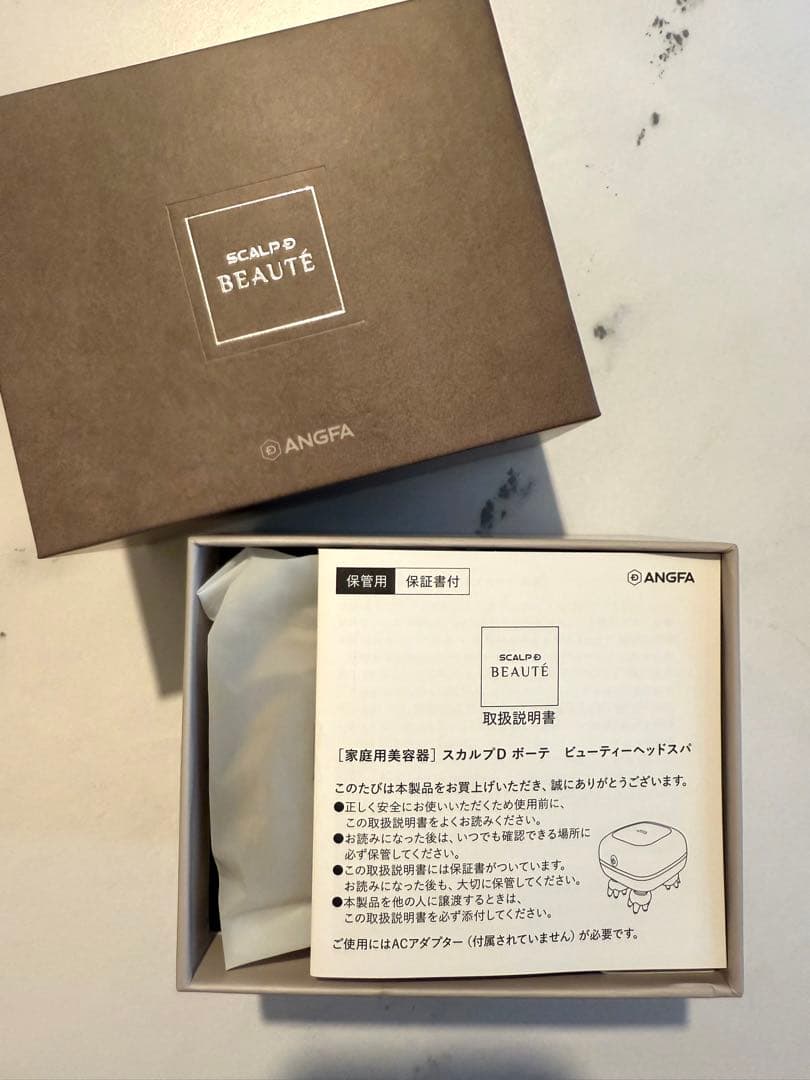 SCALP D
BEAUTÉ
ANGFA
保管用 保証書付
ANGFA
SCALP D
BEAUTÉ
取扱説明書
［家庭用美容器］スカルプD ボーテ ビューティーヘッドスパ
このたびは本製品をお買上げいただき、誠にありがとうございます。
●正しく安全にお使いいただくため使用前に、
この取扱説明書をよくお読みください。
●お読みになった後は、いつでも確認できる場所に
必ず保管してください。
●この取扱説明書には保証書がついています。
お読みになった後も、大切に保管してください。
●本製品を他の人に譲渡するときは、
この取扱説明書を必ず添付してください。
ご使用にはACアダプター（付属されていません）が必要です。